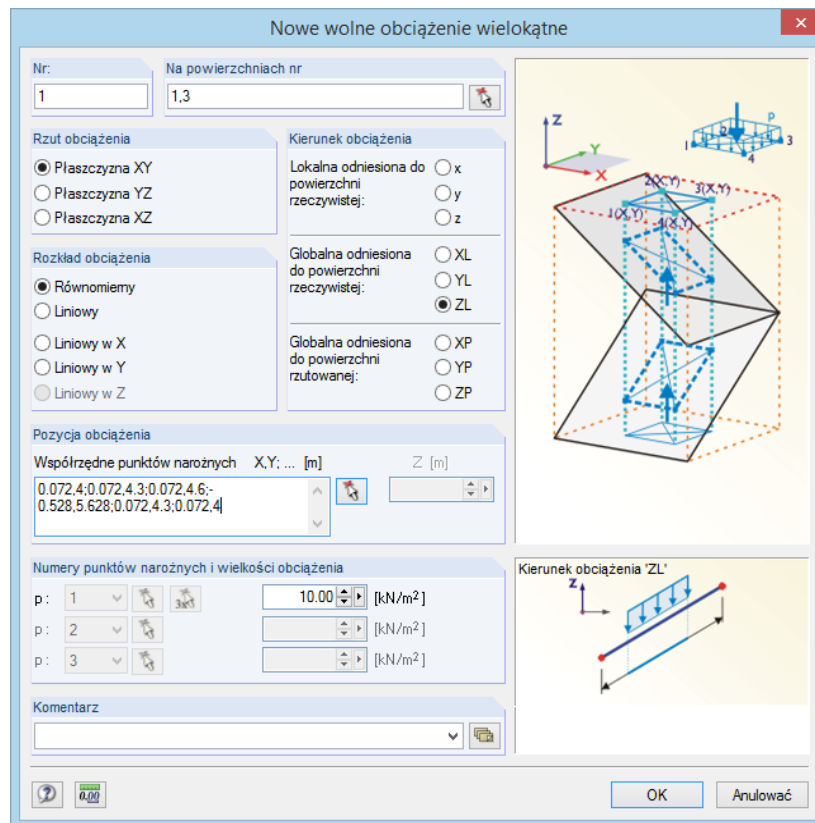 Nowe wolne obciążenie wielokątne
Nr:
Na powierzchniach nr
1
1,3
Rzut obciążenia
Płaszczyzna XY
Płaszczyzna YZ
Płaszczyzna XZ
Kierunek obciążenia
Lokalna odniesiona do
powierzchni
rzeczywistej:
x
y
z
Rozkład obciążenia
Równomierny
Liniowy
Liniowy w X
Liniowy w Y
Liniowy w Z
Globalna odniesiona
do powierzchni
rzeczywistej:
XL
YL
ZL
Globalna odniesiona
do powierzchni
rzutowanej:
XP
YP
ZP
Pozycja obciążenia
Współrzędne punktów narożnych X,Y; ... [m]
Z [m]
0.072,4;0.072,4.3;0.072,4.6;-
0.528,5.628;0.072,4.3;0.072,4
Numery punktów narożnych i wielkości obciążenia
p : 1 3x 10.00 [kN/m²]
p : 2 [kN/m²]
p : 3 [kN/m²]
Komentarz
0.00
OK
Anulować
Z
Y
X
p
1
2
3
4
2(X,Y)
3(X,Y)
1(X,Y)
4(X,Y)
Kierunek obciążenia 'ZL'
Z